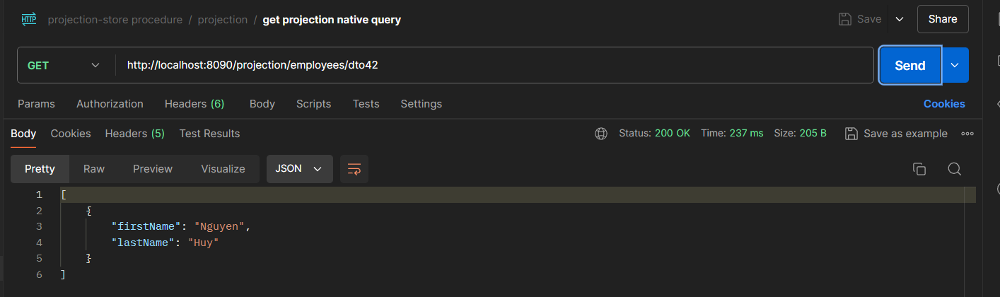 HTTP projection-store procedure / projection / get projection native query Save Share
GET http://localhost:8090/projection/employees/dto42 Send
Params Authorization Headers (6) Body Scripts Tests Settings Cookies
Body Cookies Headers (5) Test Results Status: 200 OK Time: 237 ms Size: 205 B Save as example
Pretty Raw Preview Visualize JSON
1 [
2 {
3 "firstName": "Nguyen",
4 "lastName": "Huy"
5 }
6 ]